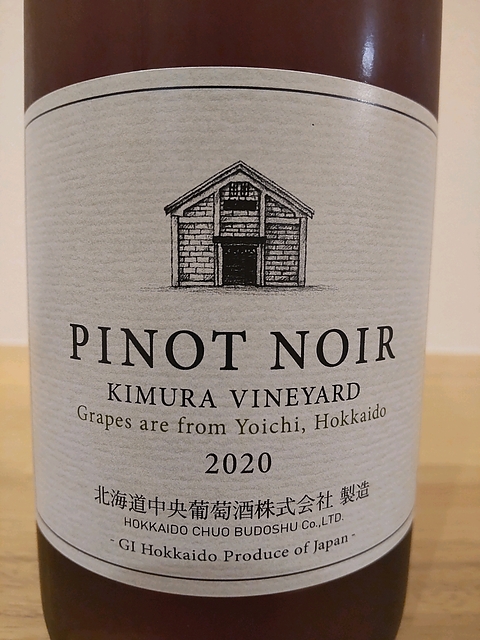 PINOT NOIR
KIMURA VINEYARD
Grapes are from Yoichi, Hokkaido
2020
北海道中央葡萄酒株式会社 製造
HOKKAIDO CHUO BUDOSHU Co.,LTD.
- GI Hokkaido Produce of Japan -